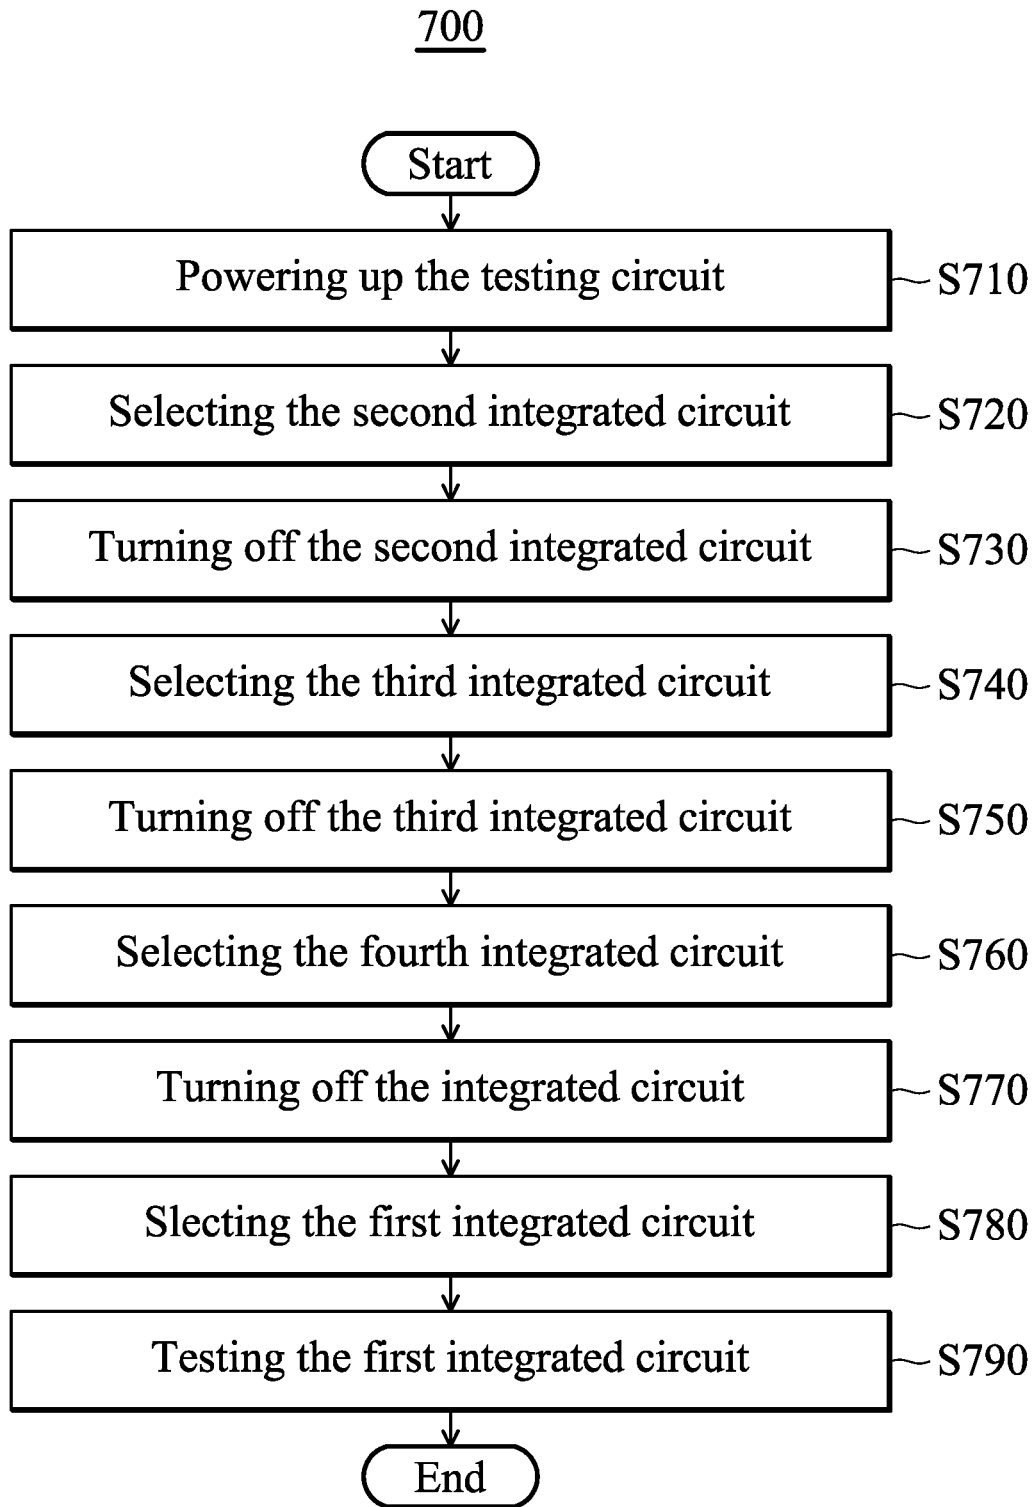 700
Start
Powering up the testing circuit
S710
Selecting the second integrated circuit
S720
Turning off the second integrated circuit
S730
Selecting the third integrated circuit
S740
Turning off the third integrated circuit
S750
Selecting the fourth integrated circuit
S760
Turning off the integrated circuit
S770
Slecting the first integrated circuit
S780
Testing the first integrated circuit
S790
End